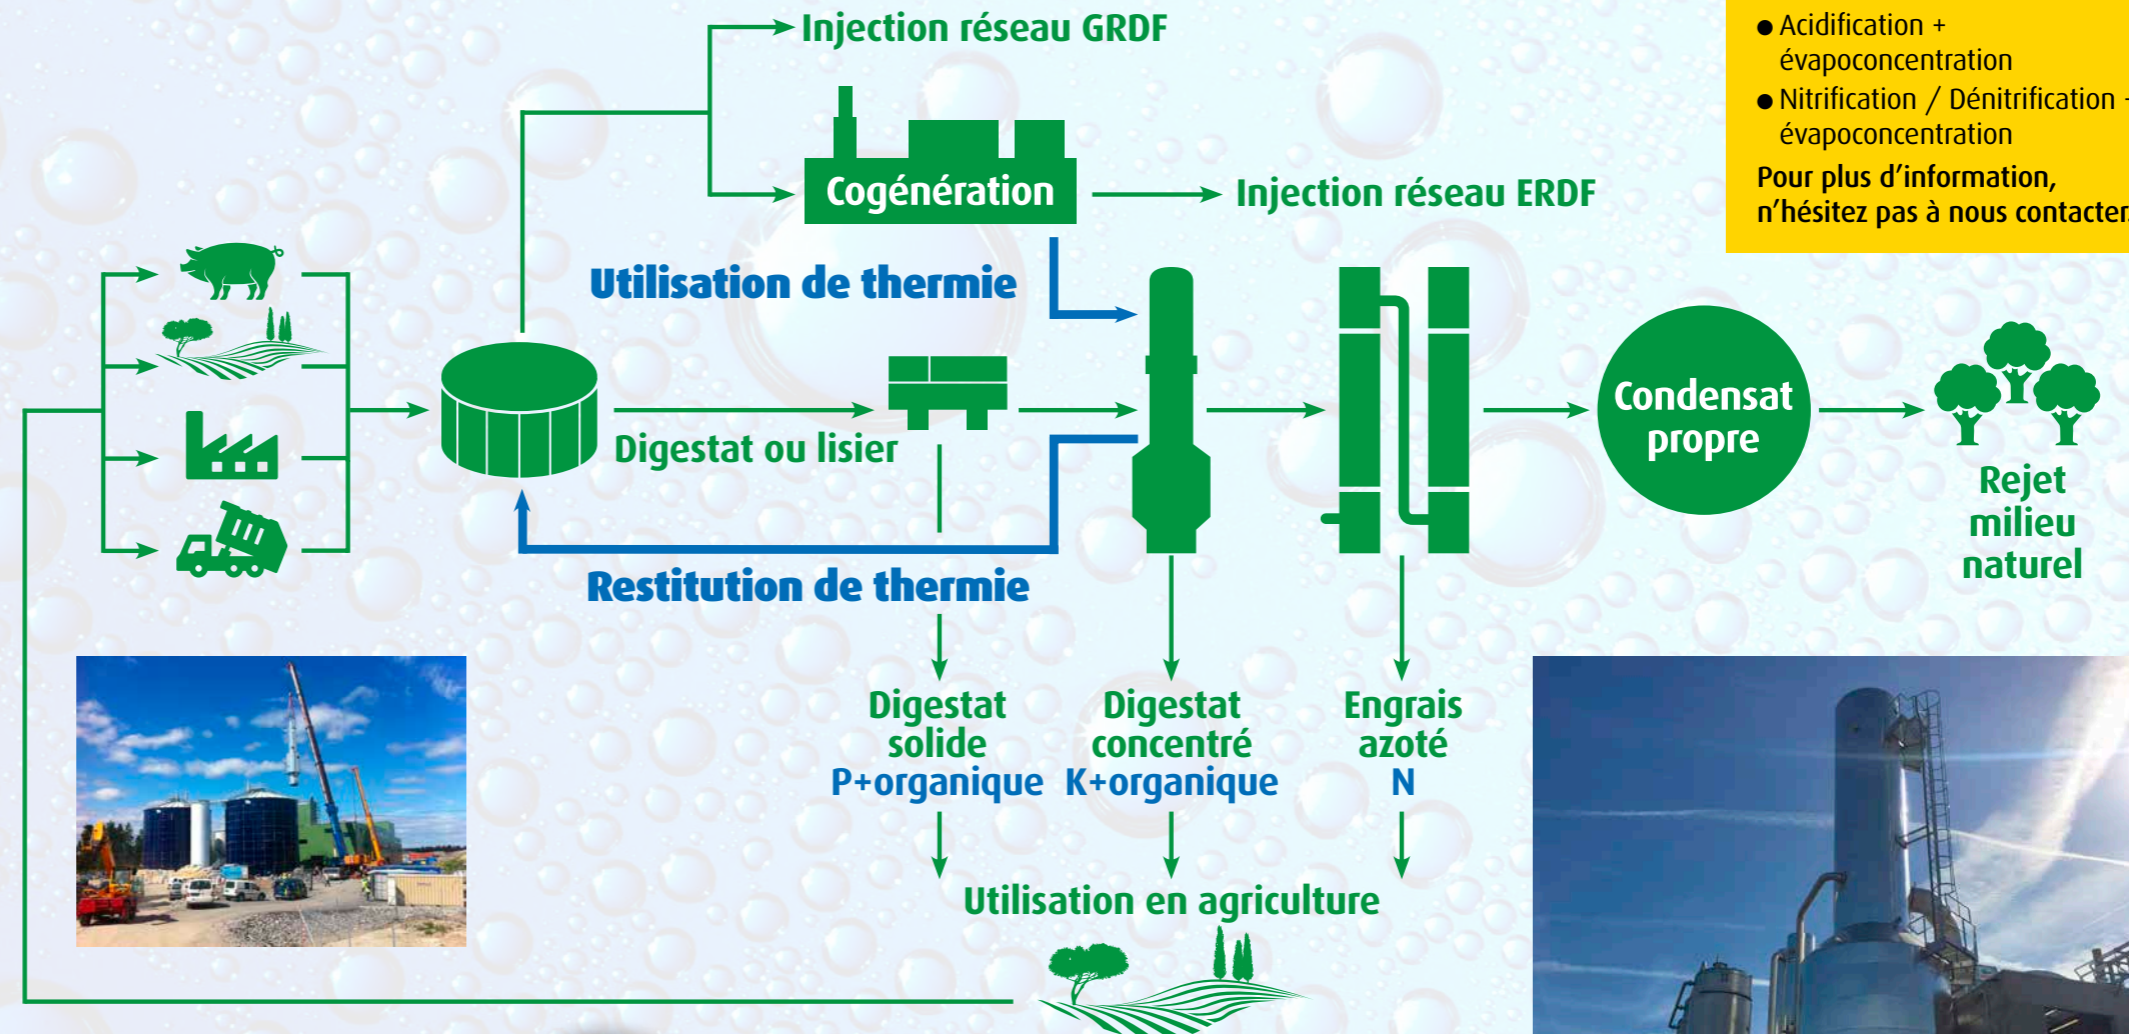 Injection réseau GRDF
● Acidification +
évapoconcentration
● Nitrification / Dénitrification +
évapoconcentration
Pour plus d'information,
n'hésitez pas à nous contacter.
Cogénération
Injection réseau ERDF
Utilisation de thermie
Digestat ou lisier
Condensat
propre
Rejet
milieu
naturel
Restitution de thermie
Digestat
solide
P+organique
Digestat
concentré
K+organique
Engrais
azoté
N
Utilisation en agriculture